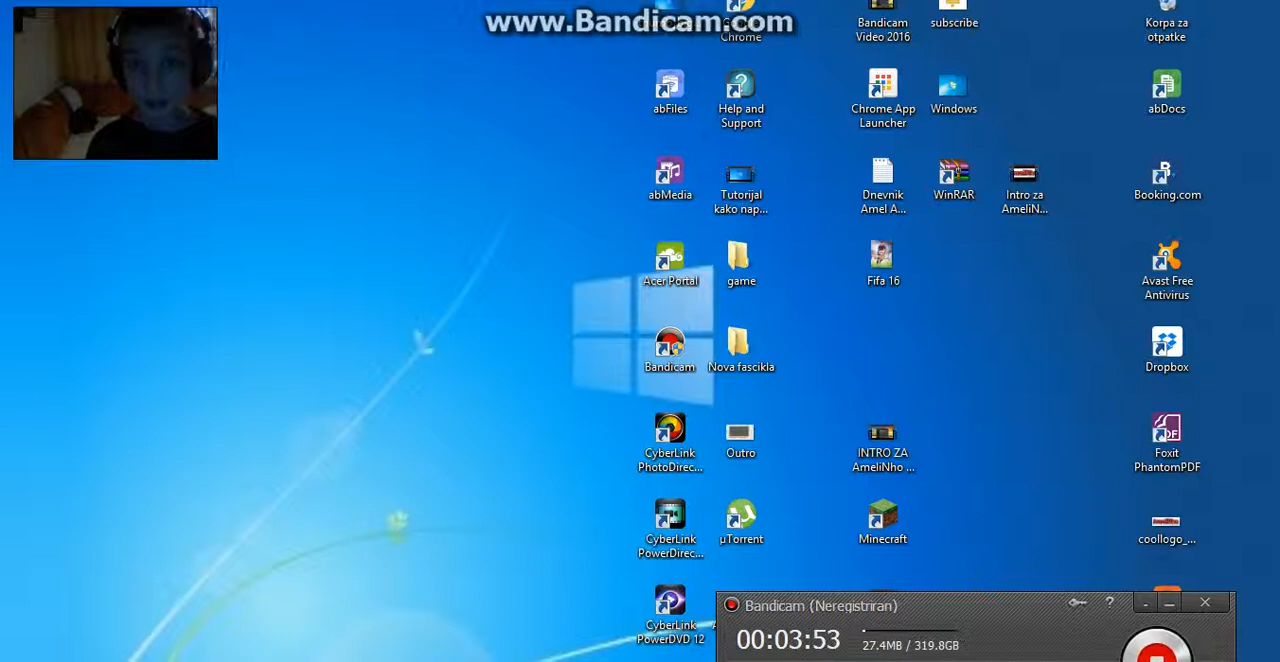 www.Bandicam.com
Chrome
Bandicam
Video 2016
subscribe
Korpa za
otpatke
abFiles
Help and
Support
Chrome App
Launcher
Windows
abDocs
abMedia
Tutorijal
kako nap...
Dnevnik
Amel A...
WinRAR
Intro za
AmeliN...
Booking.com
Acer Portal
game
Fifa 16
Avast Free
Antivirus
Bandicam
Nova fascikla
Dropbox
CyberLink
PhotoDirec...
Outro
INTRO ZA
AmeliNho ...
Foxit
PhantomPDF
CyberLink
PowerDirec...
µTorrent
Minecraft
coollogo_...
CyberLink
PowerDVD 12
Bandicam (Neregistriran)
00:03:53
27.4MB / 319.8GB